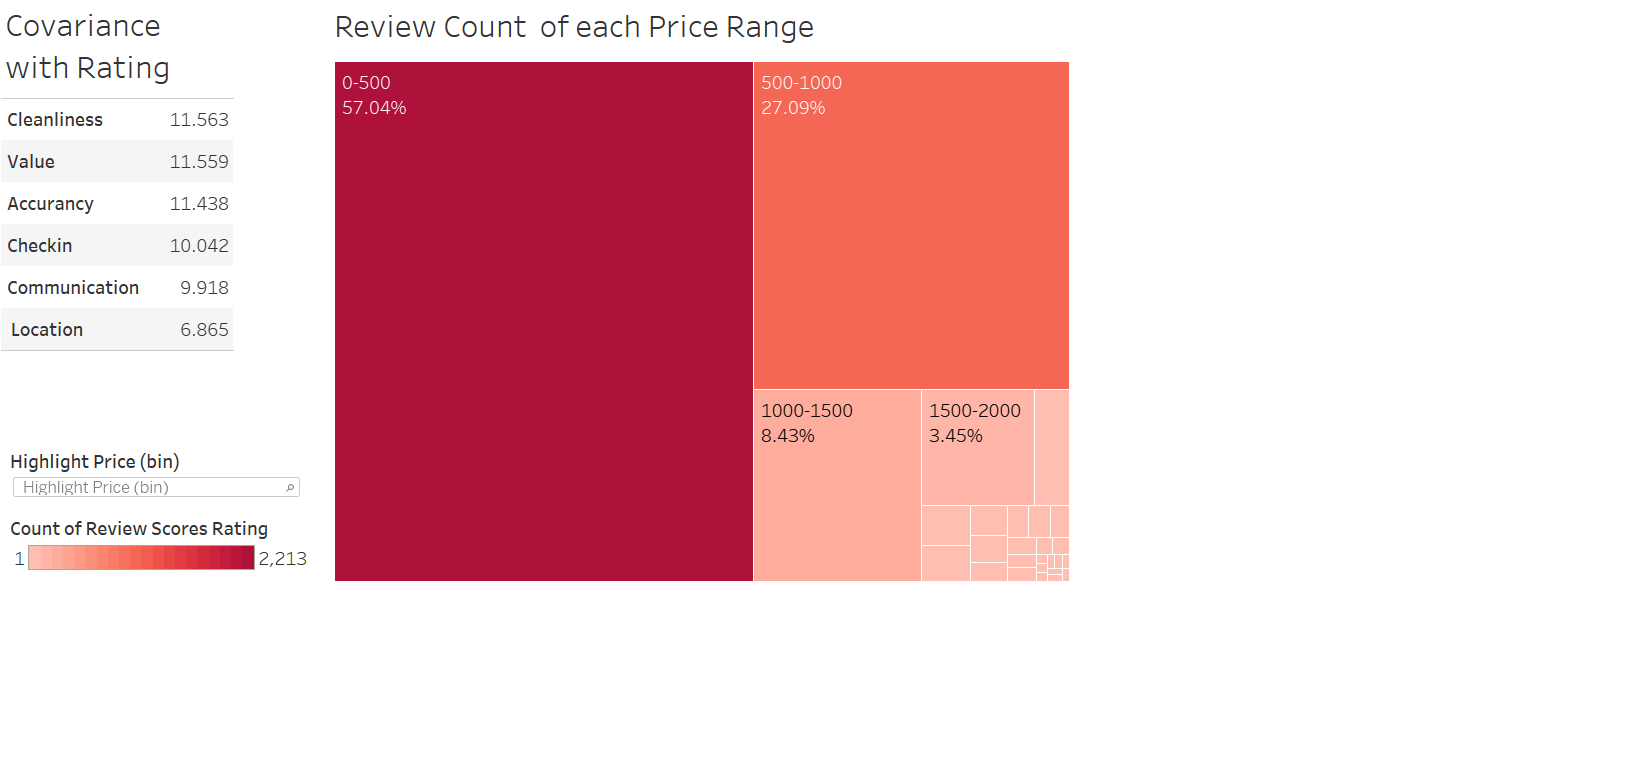 Covariance
with Rating
Cleanliness 11.563
Value 11.559
Accurancy 11.438
Checkin 10.042
Communication 9.918
Location 6.865
Highlight Price (bin)
Highlight Price (bin)
Count of Review Scores Rating
1 2,213
Review Count of each Price Range
0-500
57.04%
500-1000
27.09%
1000-1500
8.43%
1500-2000
3.45%